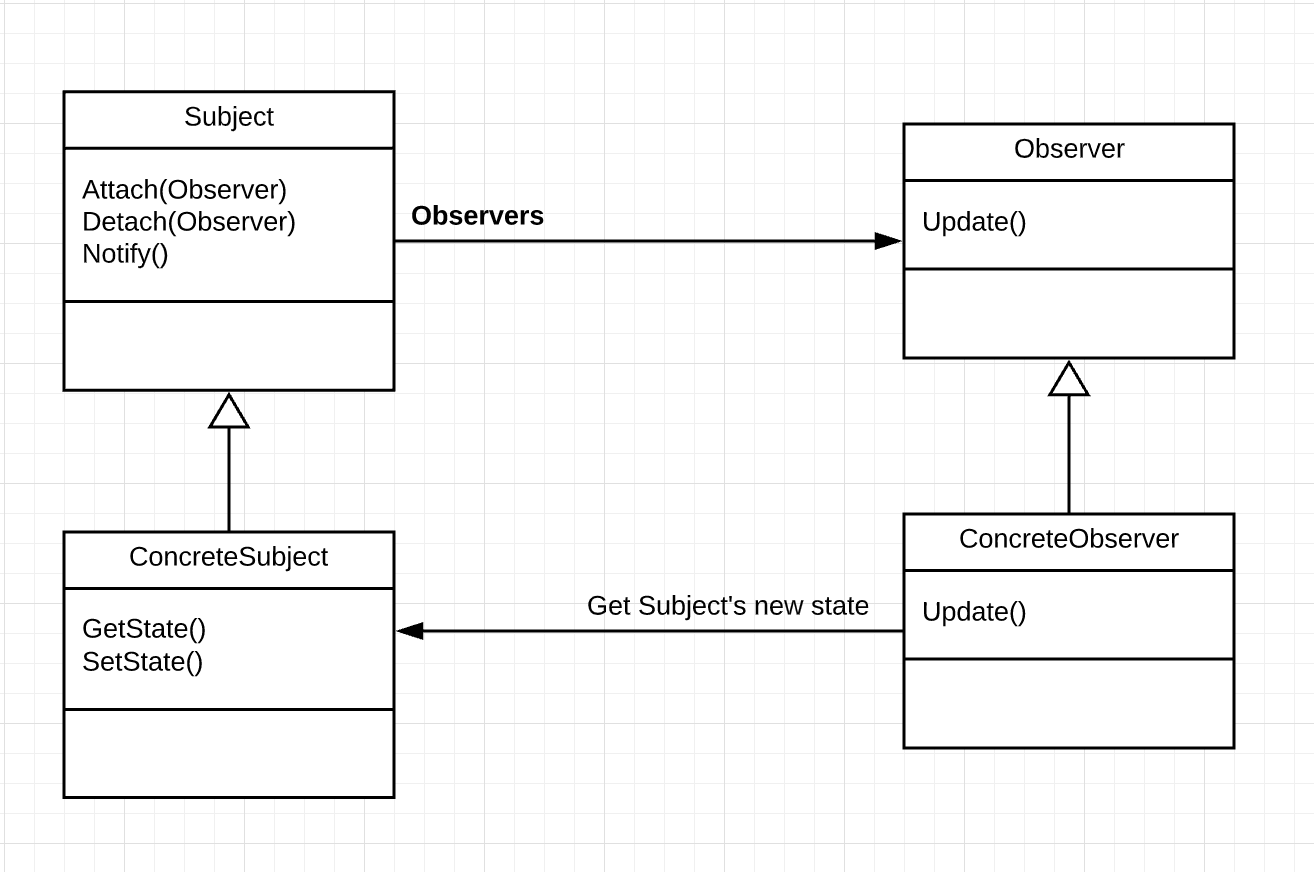 Subject
Attach(Observer)
Detach(Observer)
Notify()
Observers
Observer
Update()
ConcreteSubject
GetState()
SetState()
Get Subject's new state
ConcreteObserver
Update()